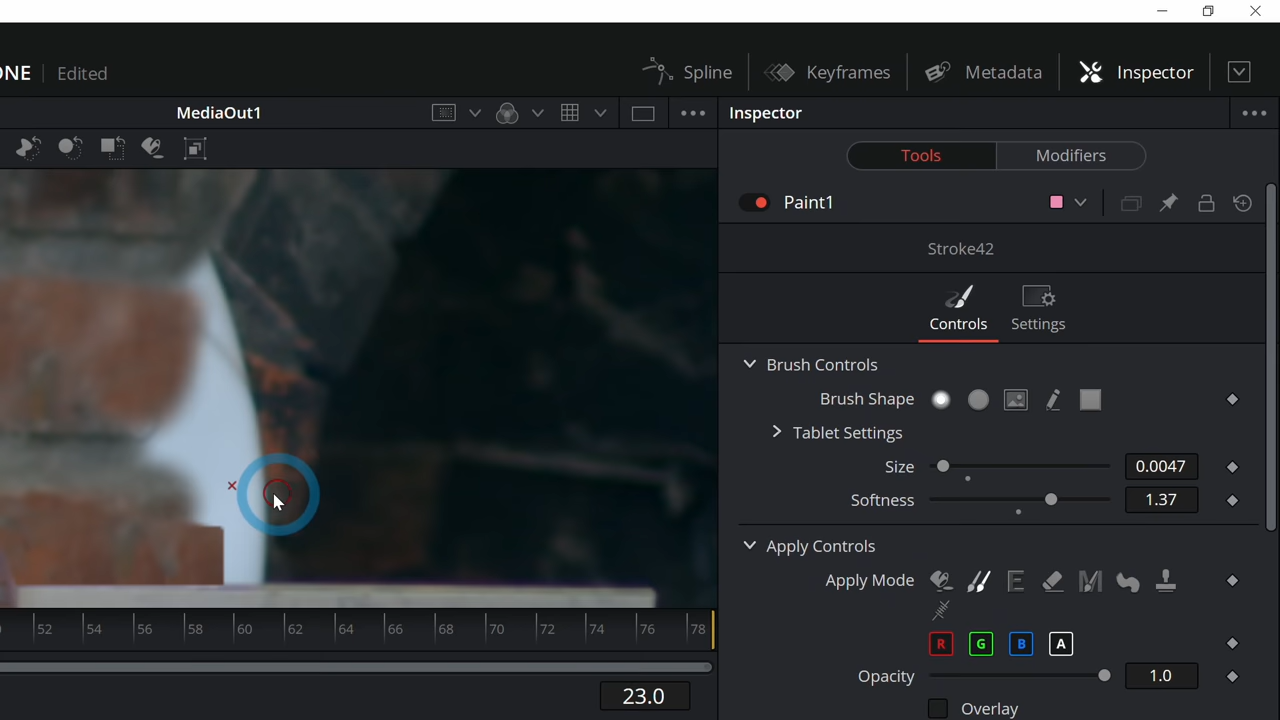 ONE Edited Spline Keyframes Metadata Inspector
MediaOut1
Inspector
Tools Modifiers
Paint1
Stroke42
Controls Settings
Brush Controls
Brush Shape
Tablet Settings
Size 0.0047
Softness 1.37
Apply Controls
Apply Mode
R G B A
Opacity 1.0
Overlay
52 54 56 58 60 62 64 66 68 70 72 74 76 78
23.0